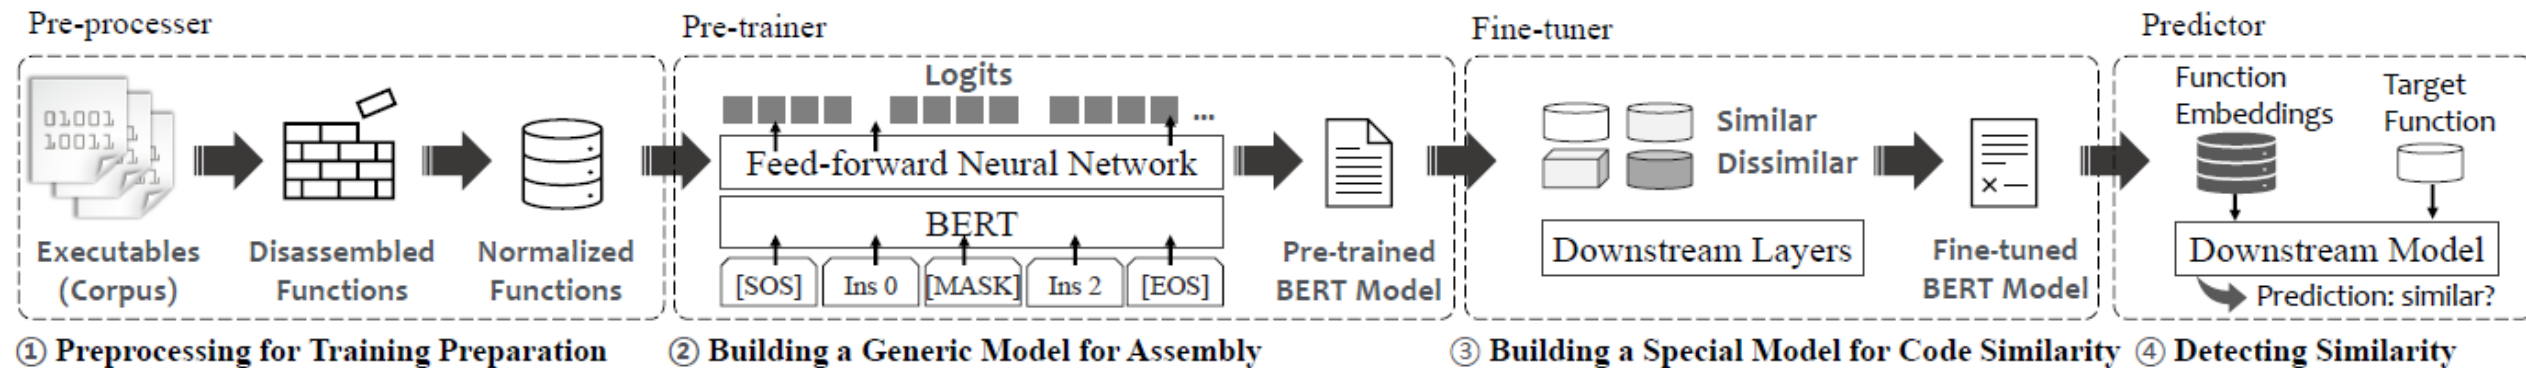 Pre-processer
01001
10011
Executables
(Corpus)
Disassembled
Functions
Normalized
Functions
① Preprocessing for Training Preparation
Pre-trainer
Logits
...
Feed-forward Neural Network
BERT
[SOS]
Ins 0
[MASK]
Ins 2
[EOS]
Pre-trained
BERT Model
② Building a Generic Model for Assembly
Fine-tuner
Similar
Dissimilar
Downstream Layers
Fine-tuned
BERT Model
③ Building a Special Model for Code Similarity
Predictor
Function
Embeddings
Target
Function
Downstream Model
Prediction: similar?
④ Detecting Similarity